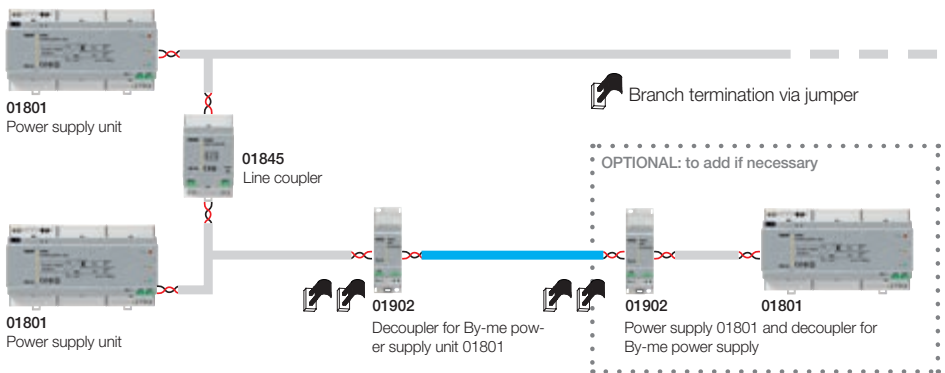 01801
Power supply unit
Branch termination via jumper
01845
Line coupler
OPTIONAL: to add if necessary
01801
Power supply unit
01902
Decoupler for By-me pow-
er supply unit 01801
01902
01801
Power supply 01801 and decoupler for
By-me power supply